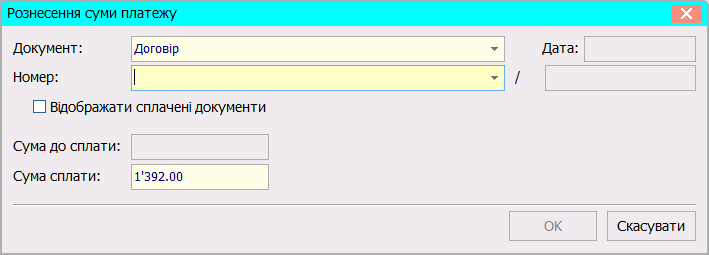 Рознесення суми платежу
Документ: Договір Дата:
Номер: /
Відображати сплачені документи
Сума до сплати:
Сума сплати: 1'392.00
OK Скасувати